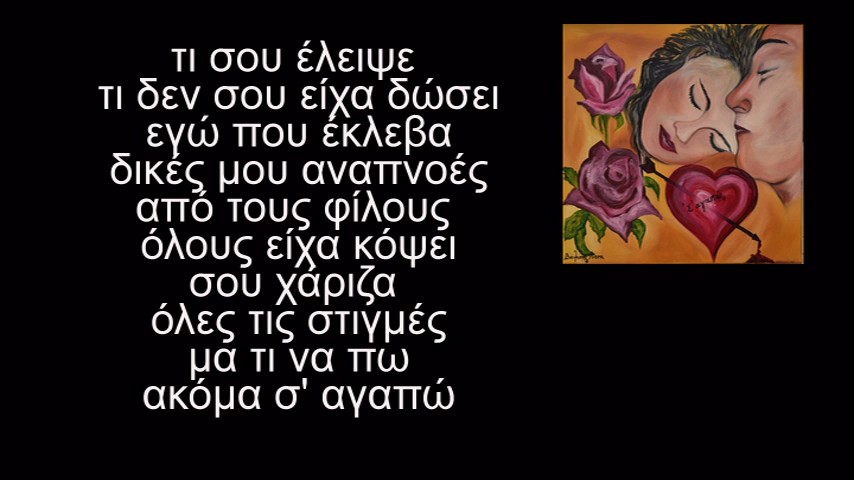 τι σου έλειψε
τι δεν σου είχα δώσει
εγώ που έκλεβα
δικές μου αναπνοές
από τους φίλους
όλους είχα κόψει
σου χάριζα
όλες τις στιγμές
μα τι να πω
ακόμα σ' αγαπώ